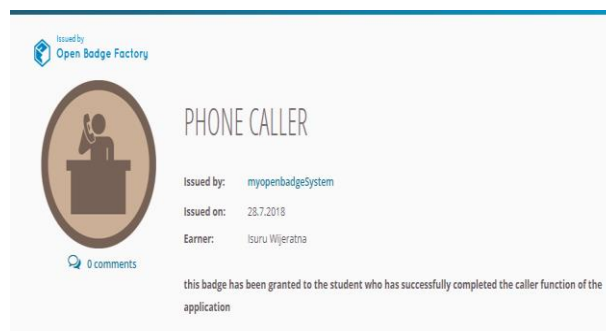 Issued by
Open Badge Factory
PHONE CALLER
Issued by: myopenbadgeSystem
Issued on: 28.7.2018
Earner: Isuru Wijeratna
0 comments
this badge has been granted to the student who has successfully completed the caller function of the
application